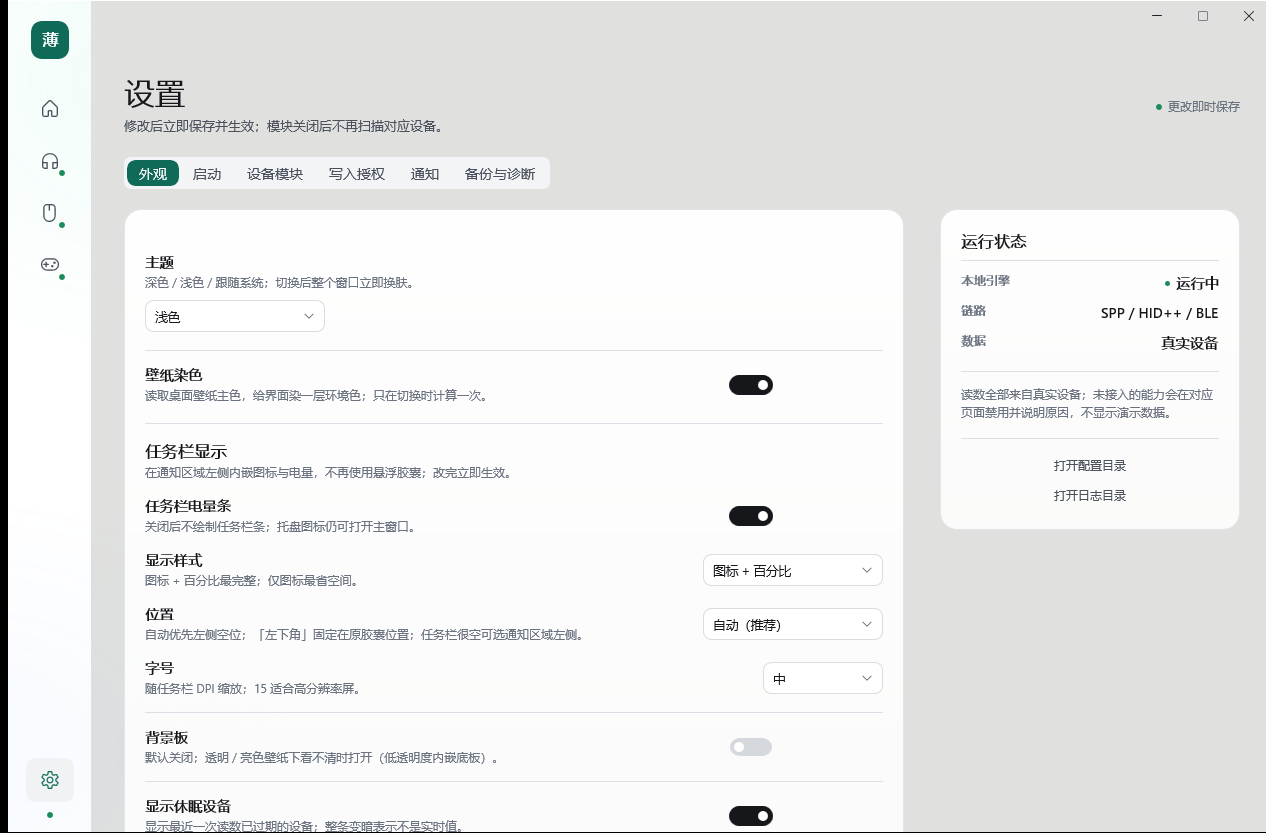 薄
设置
修改后立即保存并生效；模块关闭后不再扫描对应设备。
更改即时保存
外观 启动 设备模块 写入授权 通知 备份与诊断
主题
深色 / 浅色 / 跟随系统；切换后整个窗口立即换肤。
浅色
壁纸染色
读取桌面壁纸主色，给界面染一层环境色；只在切换时计算一次。
任务栏显示
在通知区域左侧内嵌图标与电量，不再使用悬浮胶囊；改完立即生效。
任务栏电量条
关闭后不绘制任务栏条；托盘图标仍可打开主窗口。
显示样式
图标 + 百分比最完整；仅图标最省空间。
图标 + 百分比
位置
自动优先左侧空位；「左下角」固定在原胶囊位置；任务栏很空可选通知区域左侧。
自动（推荐）
字号
随任务栏 DPI 缩放；15 适合高分辨率屏。
中
背景板
默认关闭；透明 / 亮色壁纸下看不清时打开（低透明度内嵌底板）。
显示休眠设备
显示最近一次读数已过期的设备；整条变暗表示不是实时值。
运行状态
本地引擎 运行中
链路 SPP / HID++ / BLE
数据 真实设备
读数全部来自真实设备；未接入的能力会在对应
页面禁用并说明原因，不显示演示数据。
打开配置目录
打开日志目录